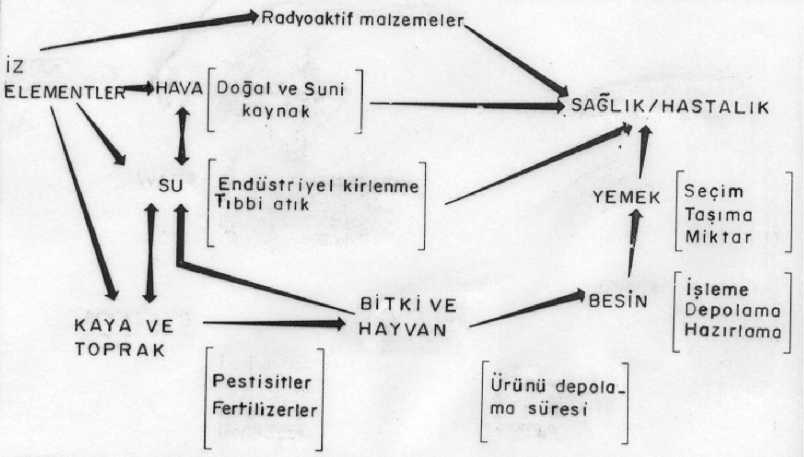 Radyoaktif malzemeler
İZ
ELEMENTLER
HAVA
Doğal ve Suni
kaynak
SAĞLIK/HASTALIK
SU
Endüstriyel kirlenme
Tıbbi atık
YEMEK
Seçim
Taşıma
Miktar
KAYA VE
TOPRAK
BİTKİ VE
HAYVAN
BESİN
İşleme
Depolama
Hazırlama
Pestisitler
Fertilizerler
Ürünü depola-
ma süresi